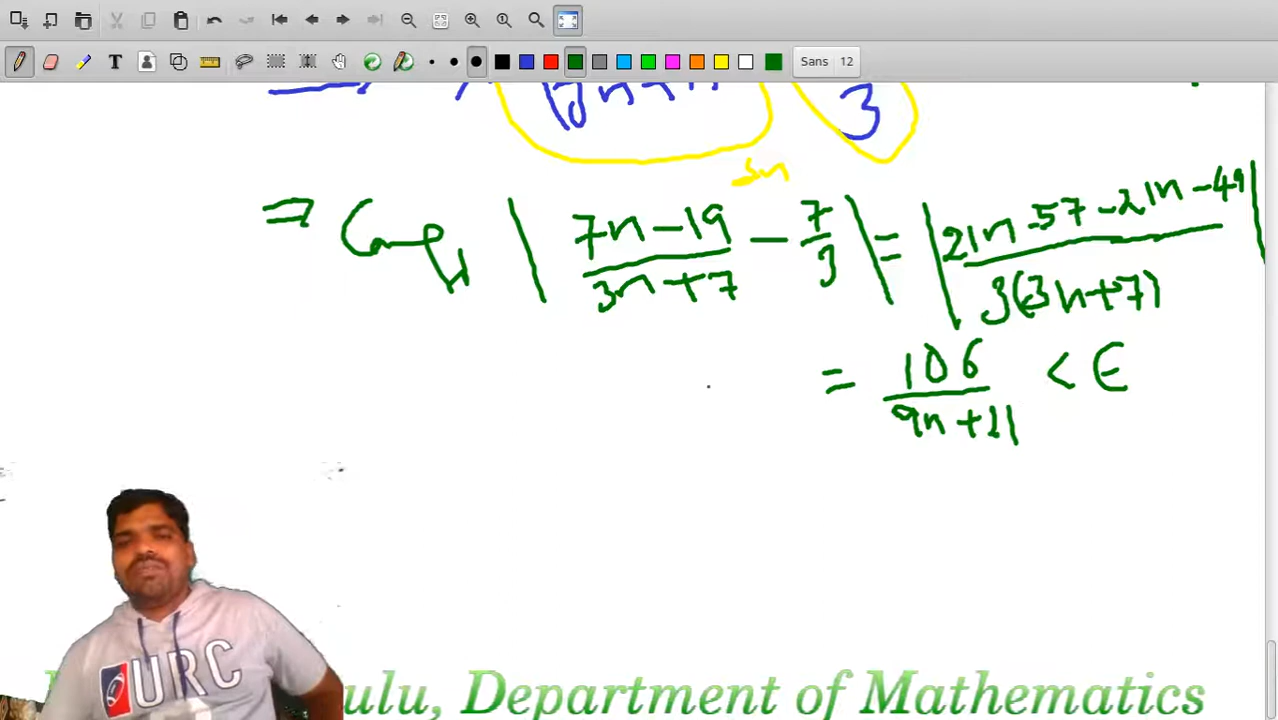 Sans 12
3
3n
⇒ | 7n-19/3n+7 - 7/3 | = | 21n-57-21n-49/3(3n+7) |
= 106/9n+21 < ∈
URC
ulu, Department of Mathematics